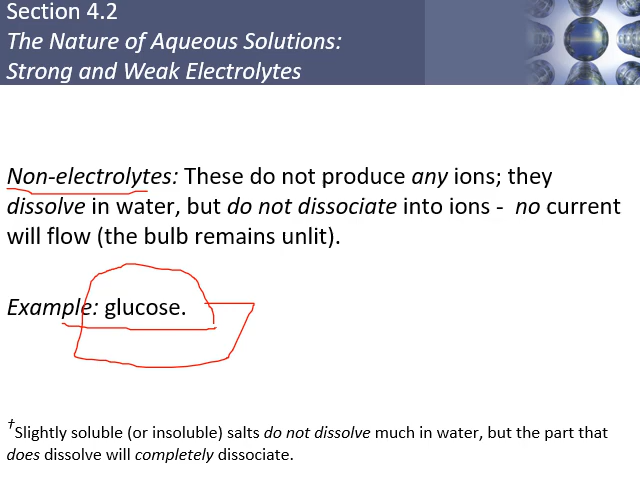 Section 4.2
The Nature of Aqueous Solutions:
Strong and Weak Electrolytes
Non-electrolytes: These do not produce any ions; they
dissolve in water, but do not dissociate into ions - no current
will flow (the bulb remains unlit).
Example: glucose.
†Slightly soluble (or insoluble) salts do not dissolve much in water, but the part that
does dissolve will completely dissociate.